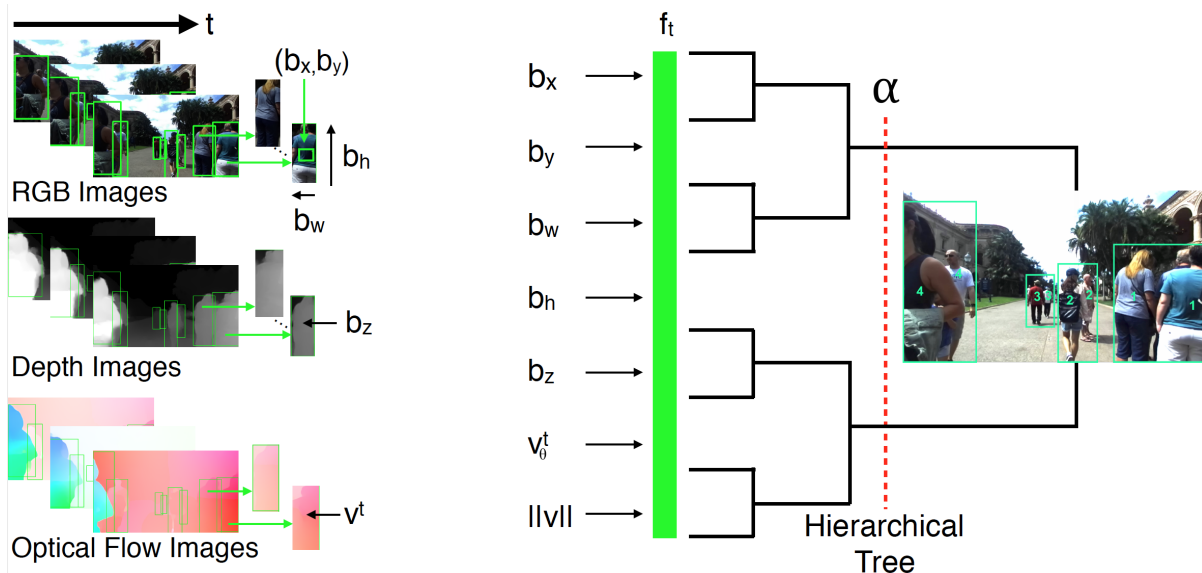 t
(bx,by)
bh
RGB Images
bw
bz
Depth Images
vt
Optical Flow Images
ft
bx
by
bw
bh
bz
vθt
||v||
α
Hierarchical
Tree
4
3
2
2
1
1